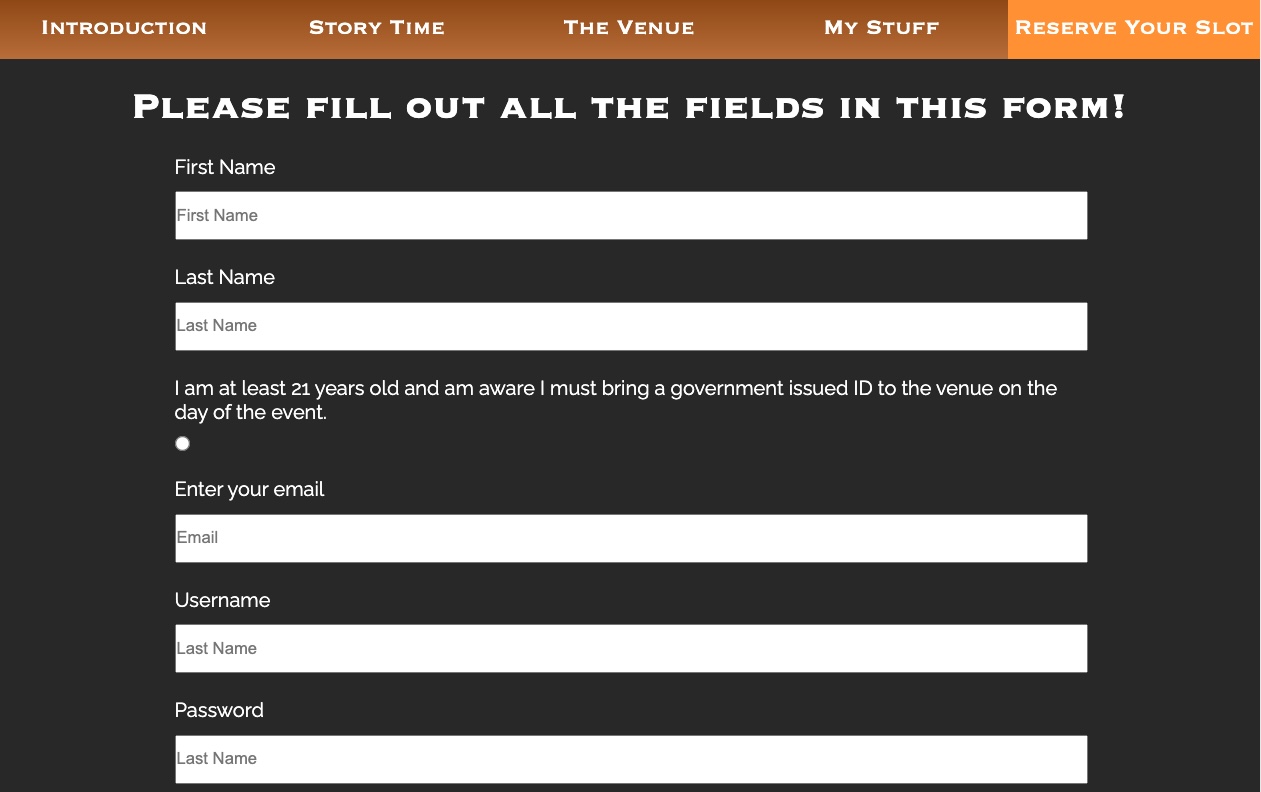 Introduction Story Time The Venue My Stuff Reserve Your Slot
Please fill out all the fields in this form!
First Name
First Name
Last Name
Last Name
I am at least 21 years old and am aware I must bring a government issued ID to the venue on the
day of the event.
Enter your email
Email
Username
Last Name
Password
Last Name